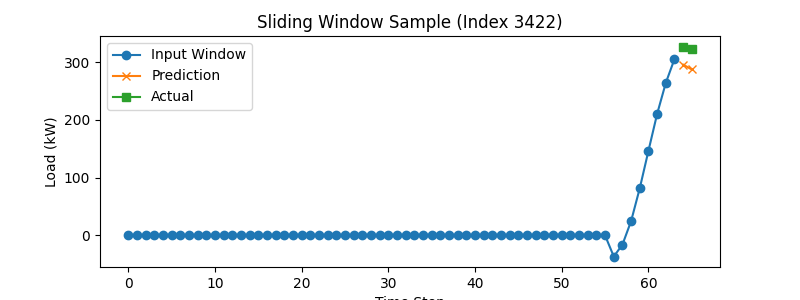 Sliding Window Sample (Index 3422)
Input Window
Prediction
Actual
Load (kW)
300
200
100
0
0 10 20 30 40 50 60
Time Step